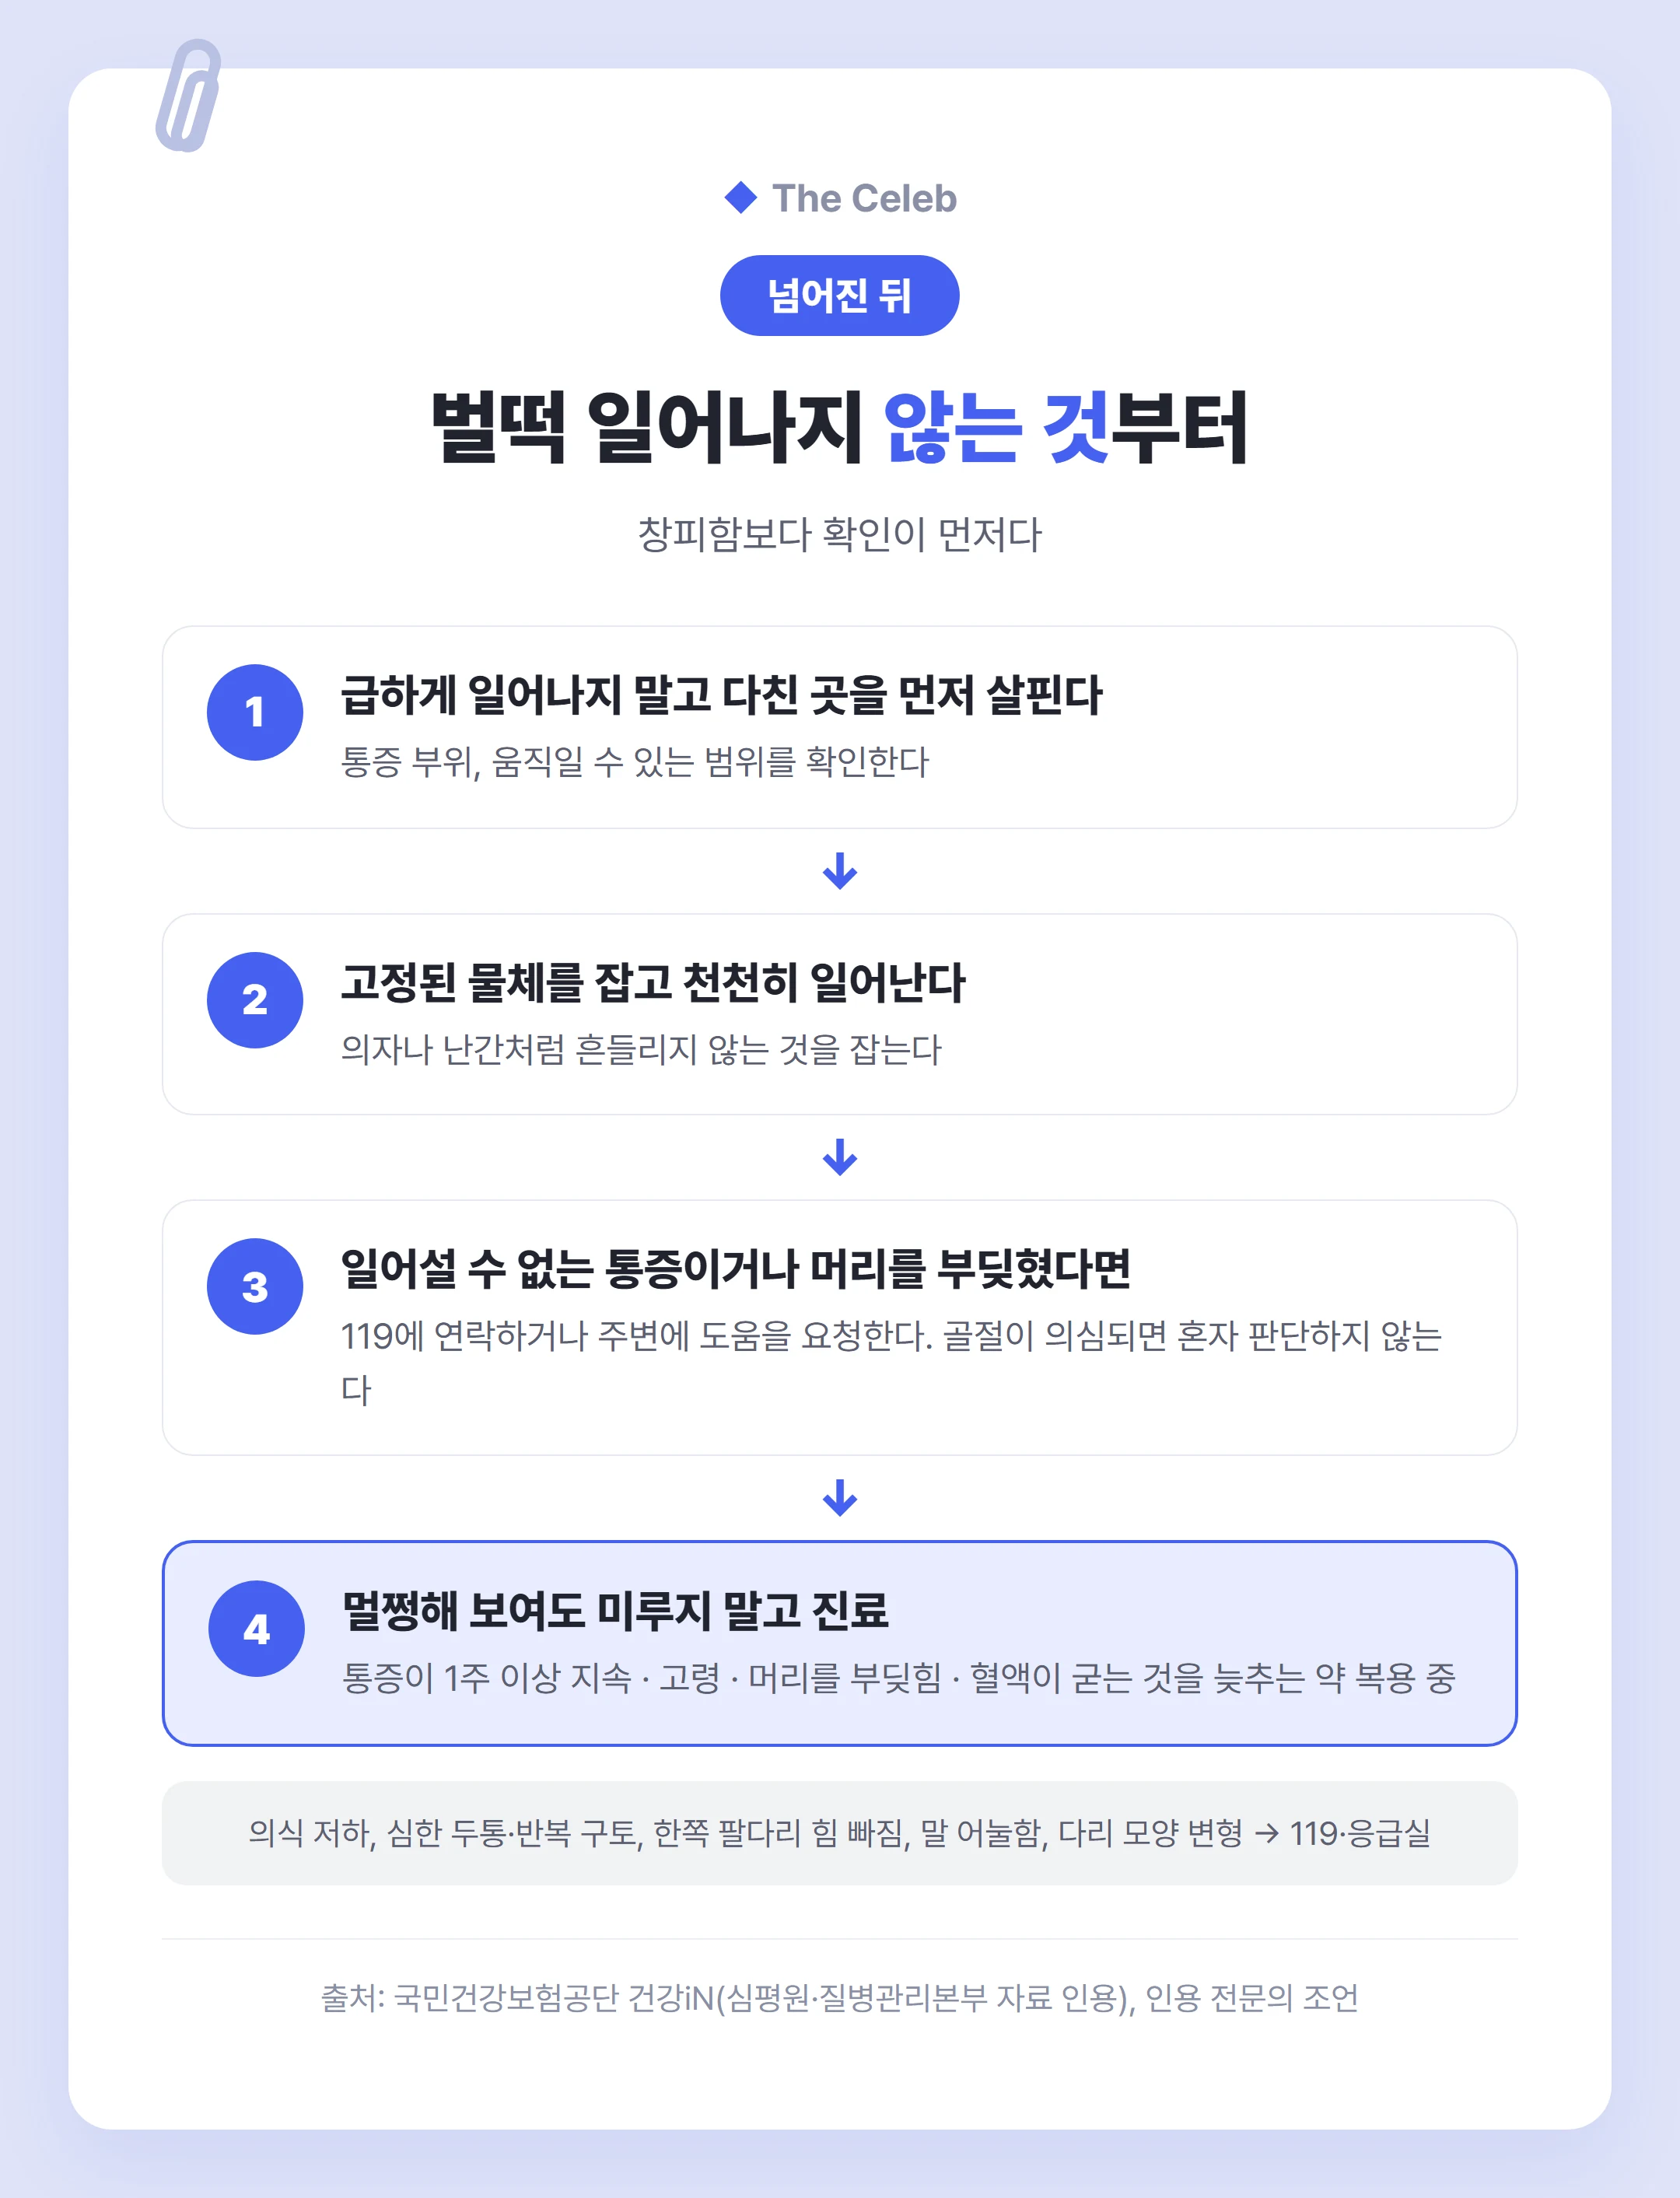 The Celeb
넘어진 뒤
벌떡 일어나지 않는 것부터
창피함보다 확인이 먼저다
1
급하게 일어나지 말고 다친 곳을 먼저 살핀다
통증 부위, 움직일 수 있는 범위를 확인한다
↓
2
고정된 물체를 잡고 천천히 일어난다
의자나 난간처럼 흔들리지 않는 것을 잡는다
↓
3
일어설 수 없는 통증이거나 머리를 부딪혔다면
119에 연락하거나 주변에 도움을 요청한다. 골절이 의심되면 혼자 판단하지 않는
다
↓
4
멀쩡해 보여도 미루지 말고 진료
통증이 1주 이상 지속 · 고령 · 머리를 부딪힘 · 혈액이 굳는 것을 늦추는 약 복용 중
의식 저하, 심한 두통·반복 구토, 한쪽 팔다리 힘 빠짐, 말 어눌함, 다리 모양 변형 → 119·응급실
출처: 국민건강보험공단 건강iN(심평원·질병관리본부 자료 인용), 인용 전문의 조언